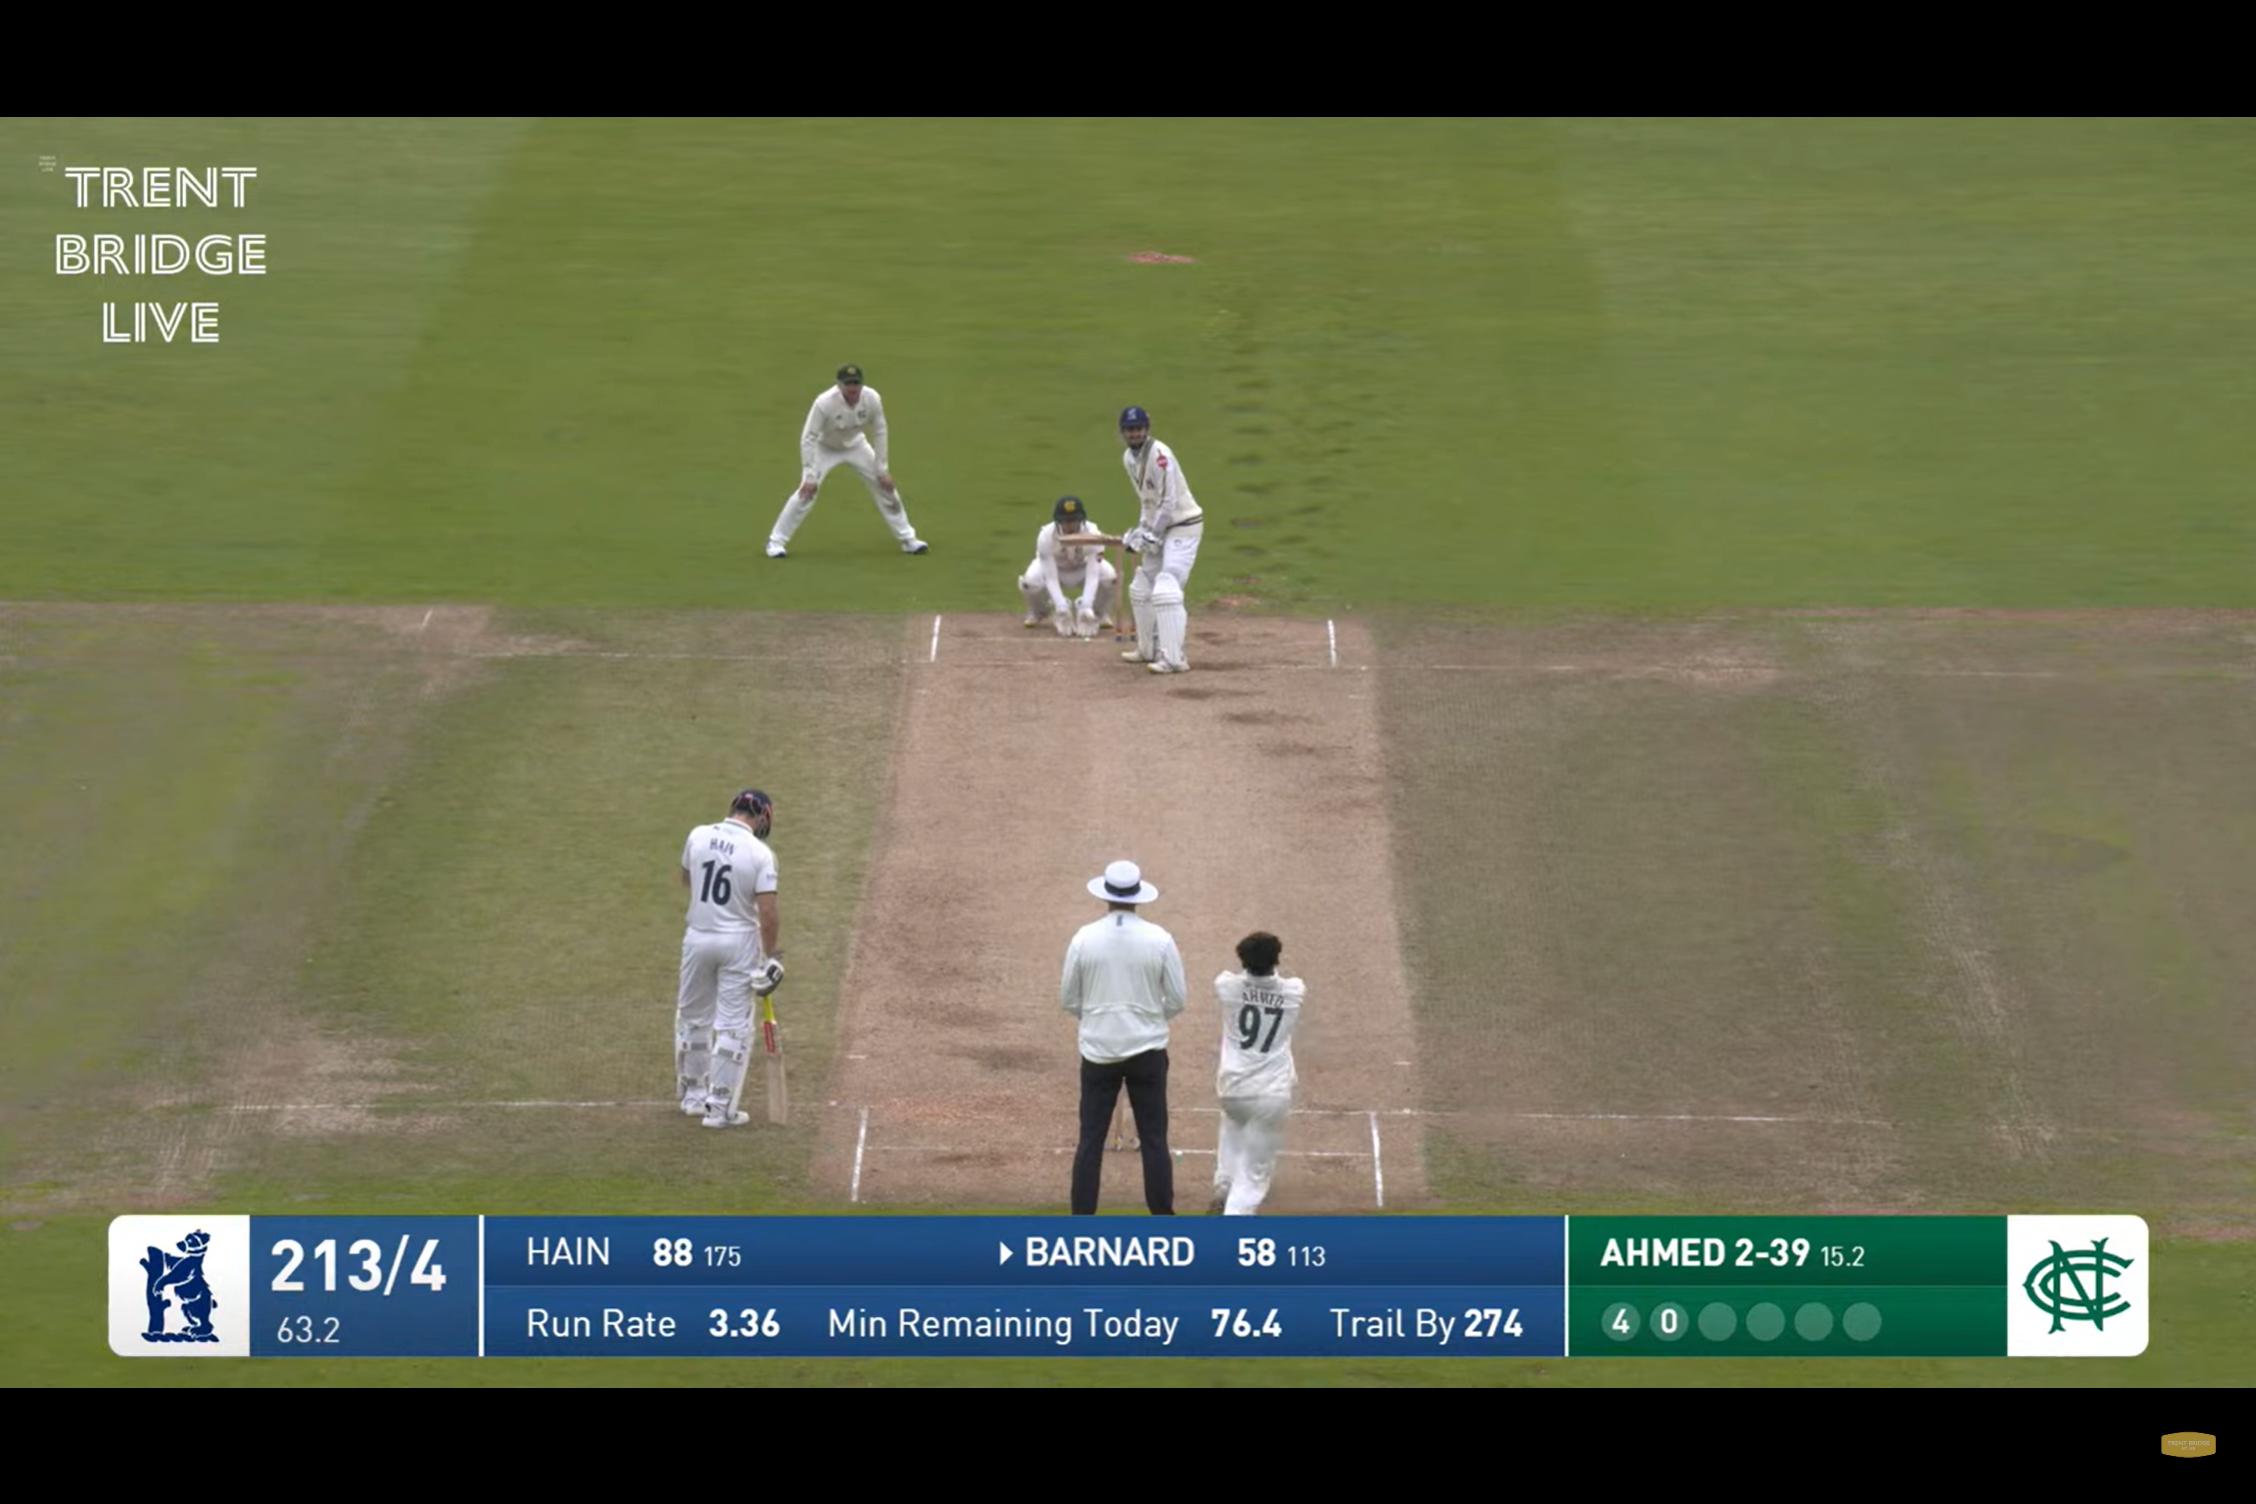 TRENT
BRIDGE
LIVE
HAIN
16
AHMED
97
213/4
63.2
HAIN 88 175 BARNARD 58 113
Run Rate 3.36 Min Remaining Today 76.4 Trail By 274
AHMED 2-39 15.2
4 0